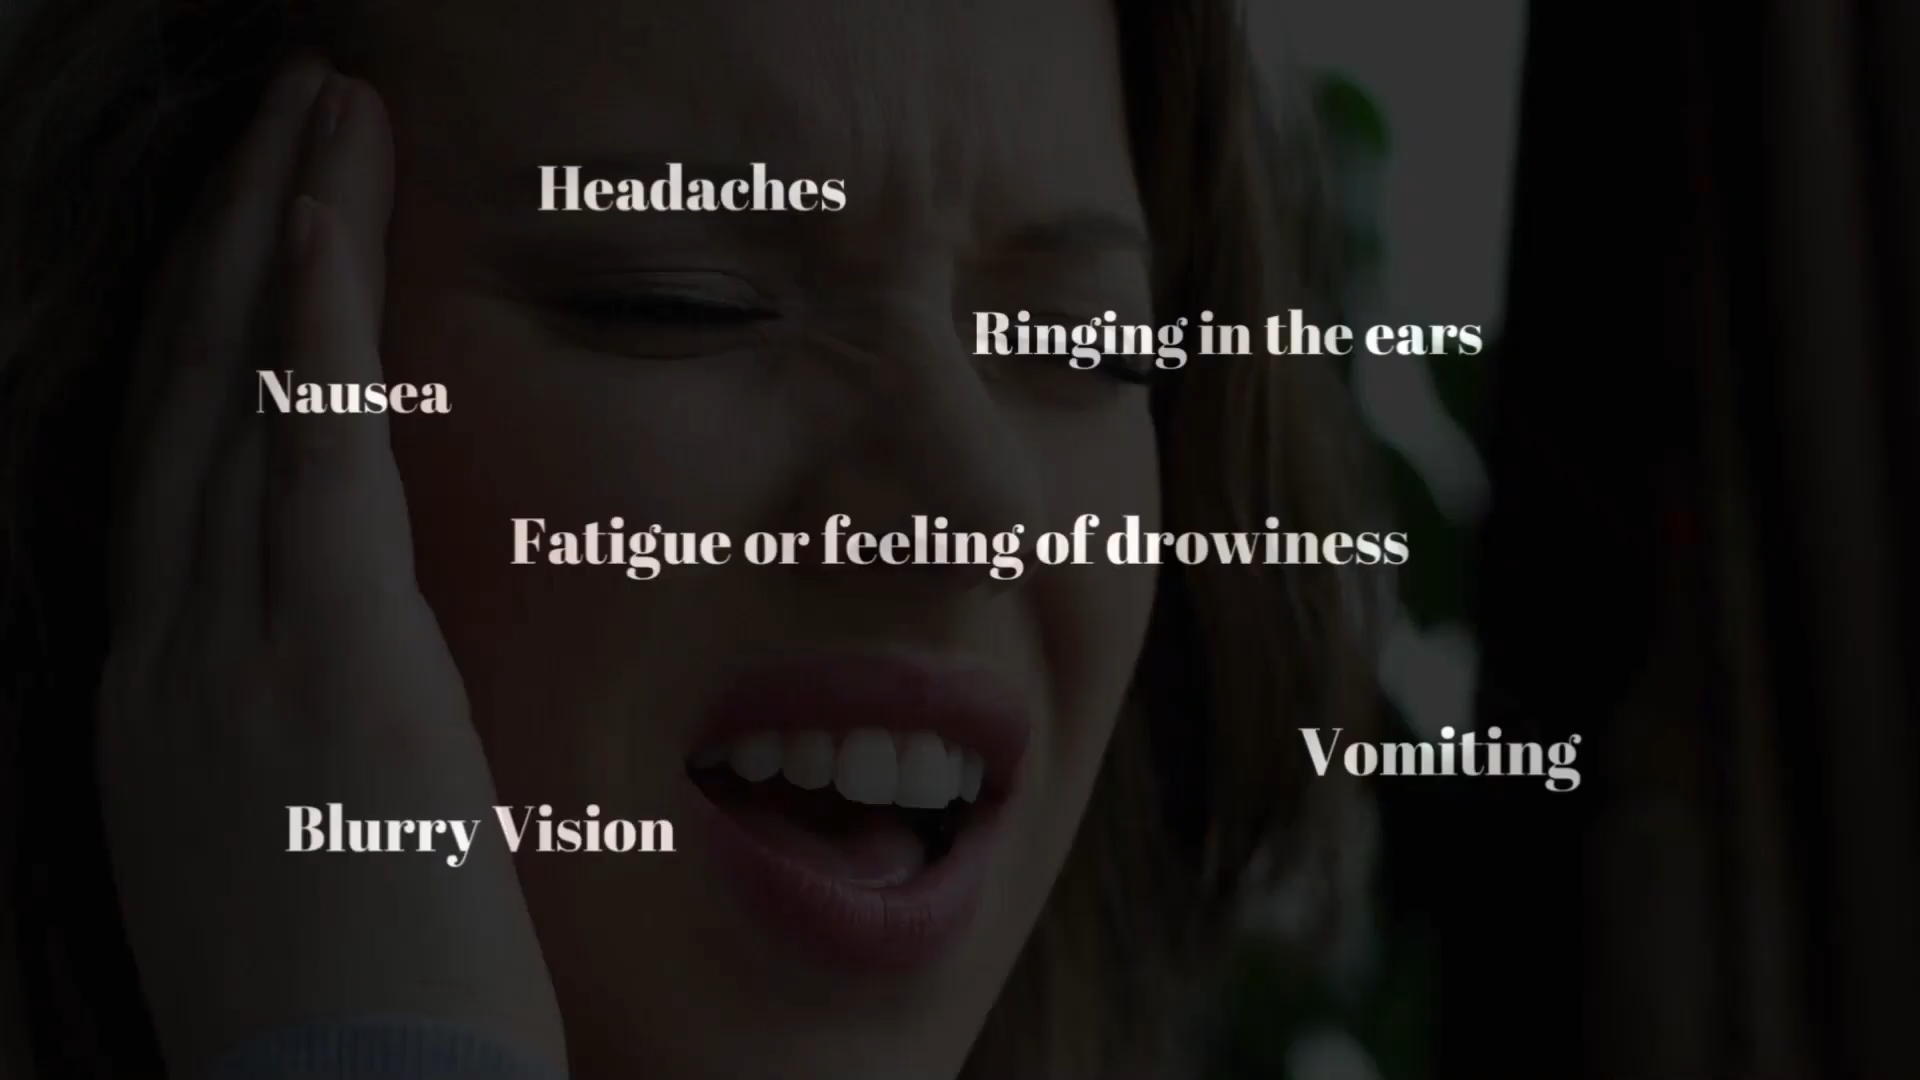 Headaches
Ringing in the ears
Nausea
Fatigue or feeling of drowiness
Vomiting
Blurry Vision